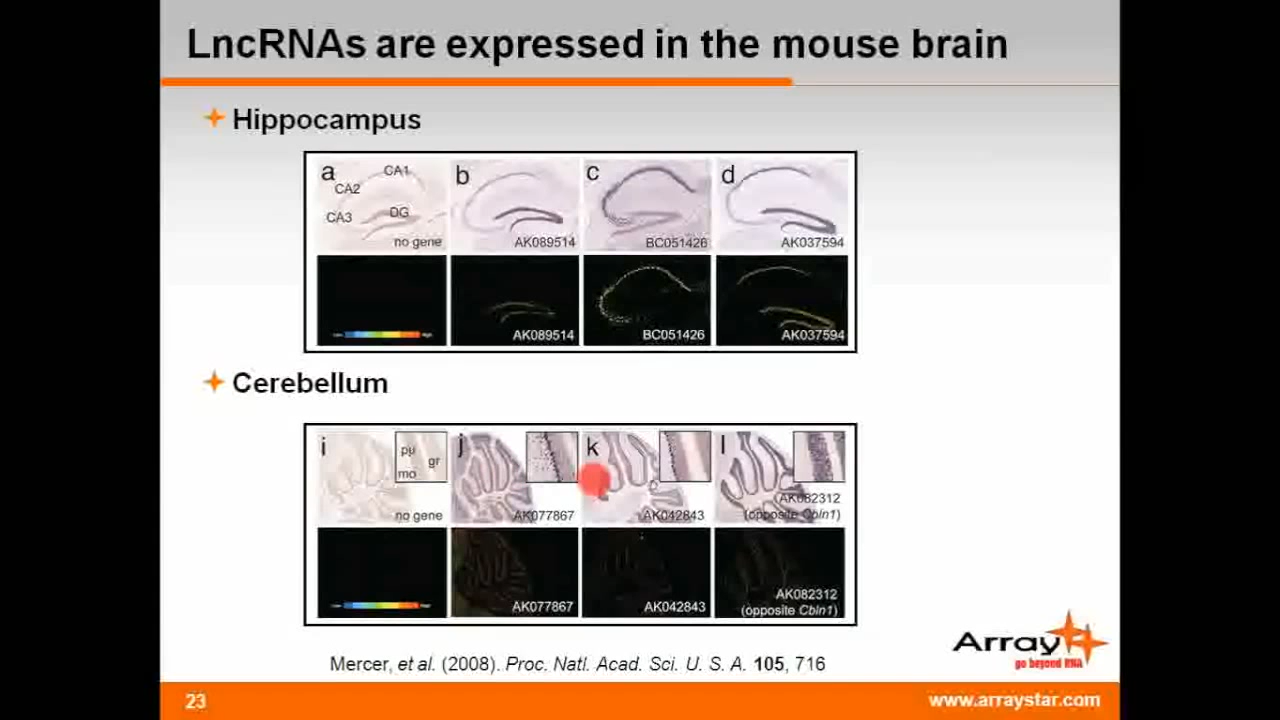 LncRNAs are expressed in the mouse brain
Hippocampus
a CA1 CA2 CA3 DG no gene
b AK089514
c BC051426
d AK037594
AK089514
BC051426
AK037594
Cerebellum
i pu gr mo no gene
j AK077867
k AK042843
l AK082312
(opposite Cbln1)
AK077867
AK042843
AK082312
(opposite Cbln1)
Mercer, et al. (2008). Proc. Natl. Acad. Sci. U. S. A. 105, 716
Array
go beyond RNA
23
www.arraystar.com